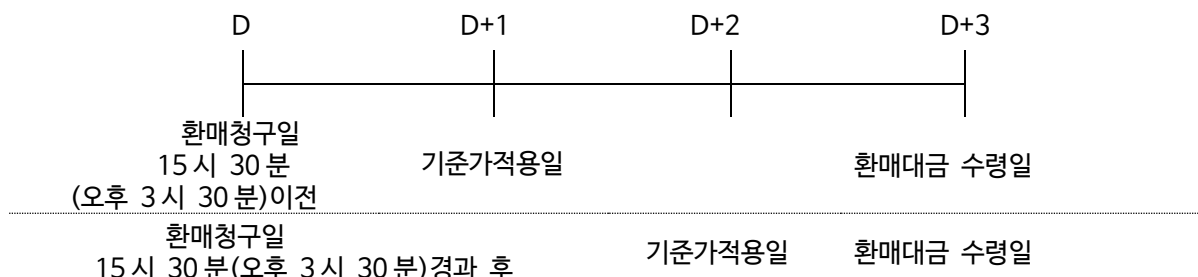 D D+1 D+2 D+3
환매청구일
15시 30분 기준가적용일 환매대금 수령일
(오후 3시 30분)이전
환매청구일
기준가적용일 환매대금 수령일
15시 30분(오후 3시 30분)경과 후